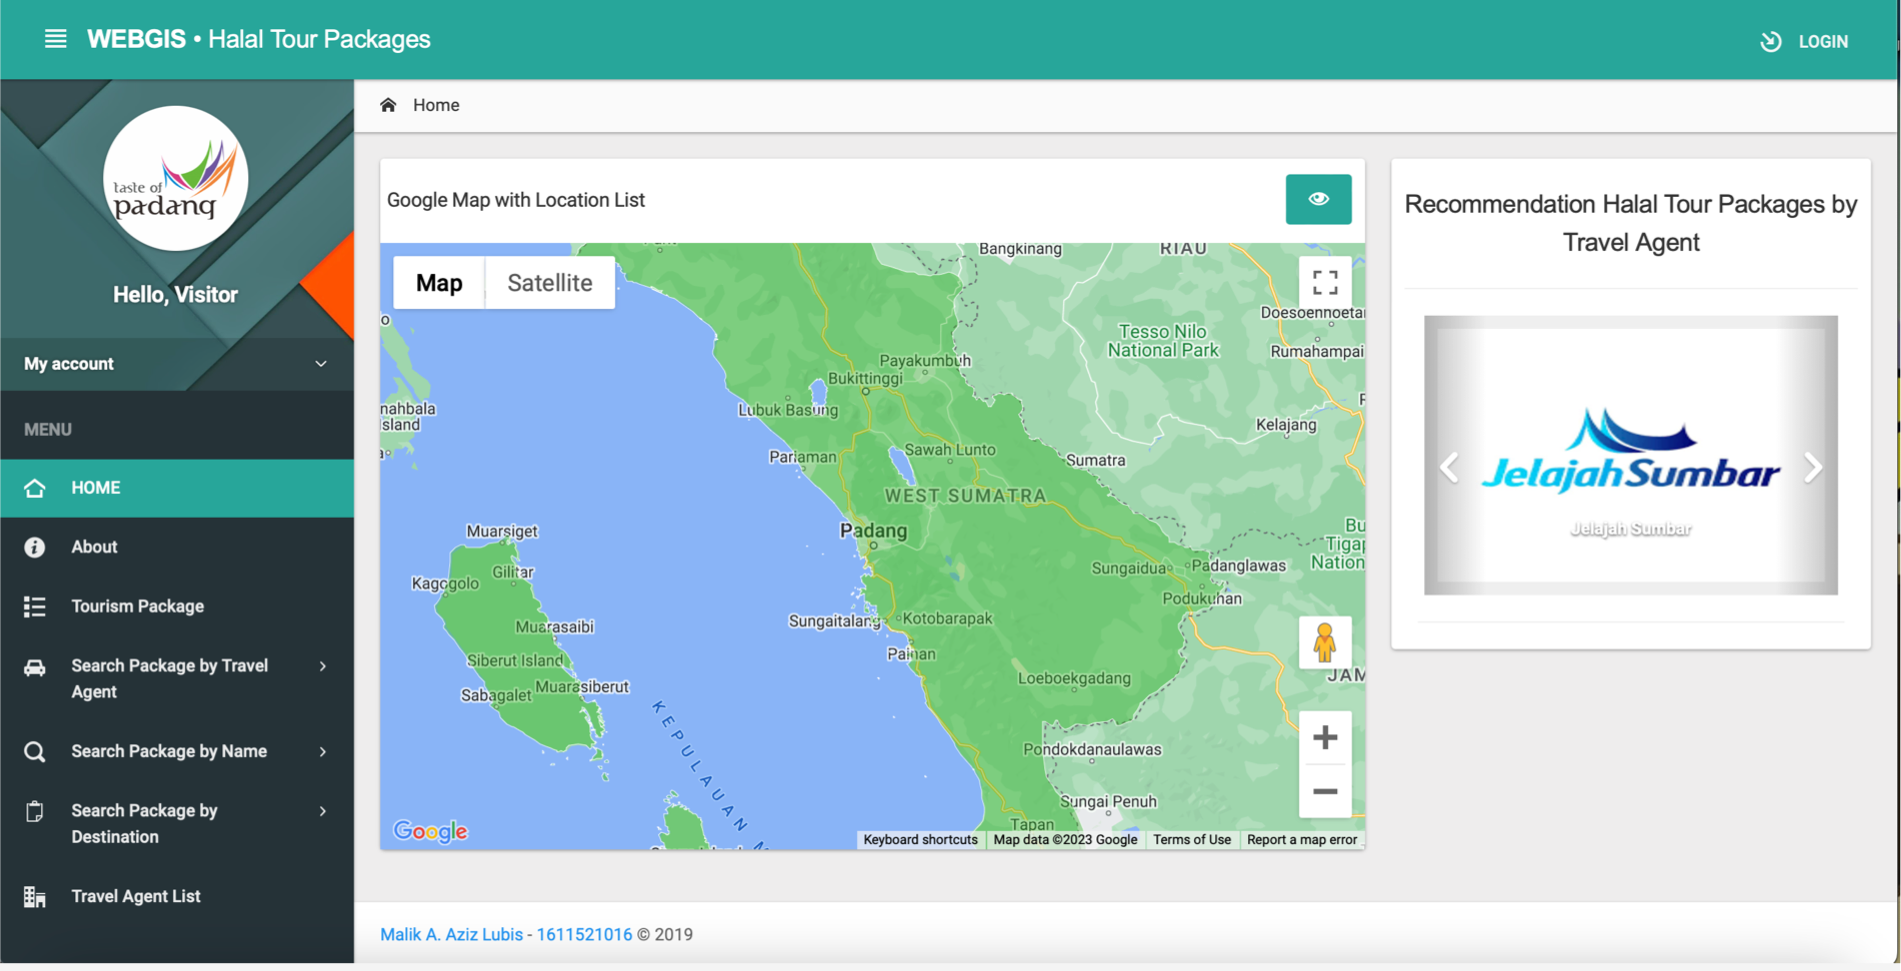 WEBGIS • Halal Tour Packages
LOGIN
taste of
padang
Hello, Visitor
My account
MENU
HOME
About
Tourism Package
Search Package by Travel
Agent
Search Package by Name
Search Package by
Destination
Travel Agent List
Home
Google Map with Location List
Map
Satellite
Bangkinang
RIAU
Tesso Nilo
National Park
Doesoennoetai
Rumahampai
Payakumbuh
Bukittinggi
Lubuk Basung
nahbala
sland
Kelajang
Pariaman
Sawah Lunto
Sumatra
WEST SUMATRA
Padang
Muarsiget
Kagogolo
Gilitar
Bu
Tigap
Nation
Sungaidua
Padanglawas
Podukuhan
Muarasaibi
Sungaitalang
Kotobarapak
Siberut Island
Painan
Sabagalet
Muarasiberut
Loeboekgadang
JAM
KEPULAUAN
Pondokdanaulawas
Sungai Penuh
Tapan
Google
Keyboard shortcuts
Map data ©2023 Google
Terms of Use
Report a map error
Recommendation Halal Tour Packages by
Travel Agent
JelajahSumbar
Jelajah Sumbar
Malik A. Aziz Lubis - 1611521016 © 2019